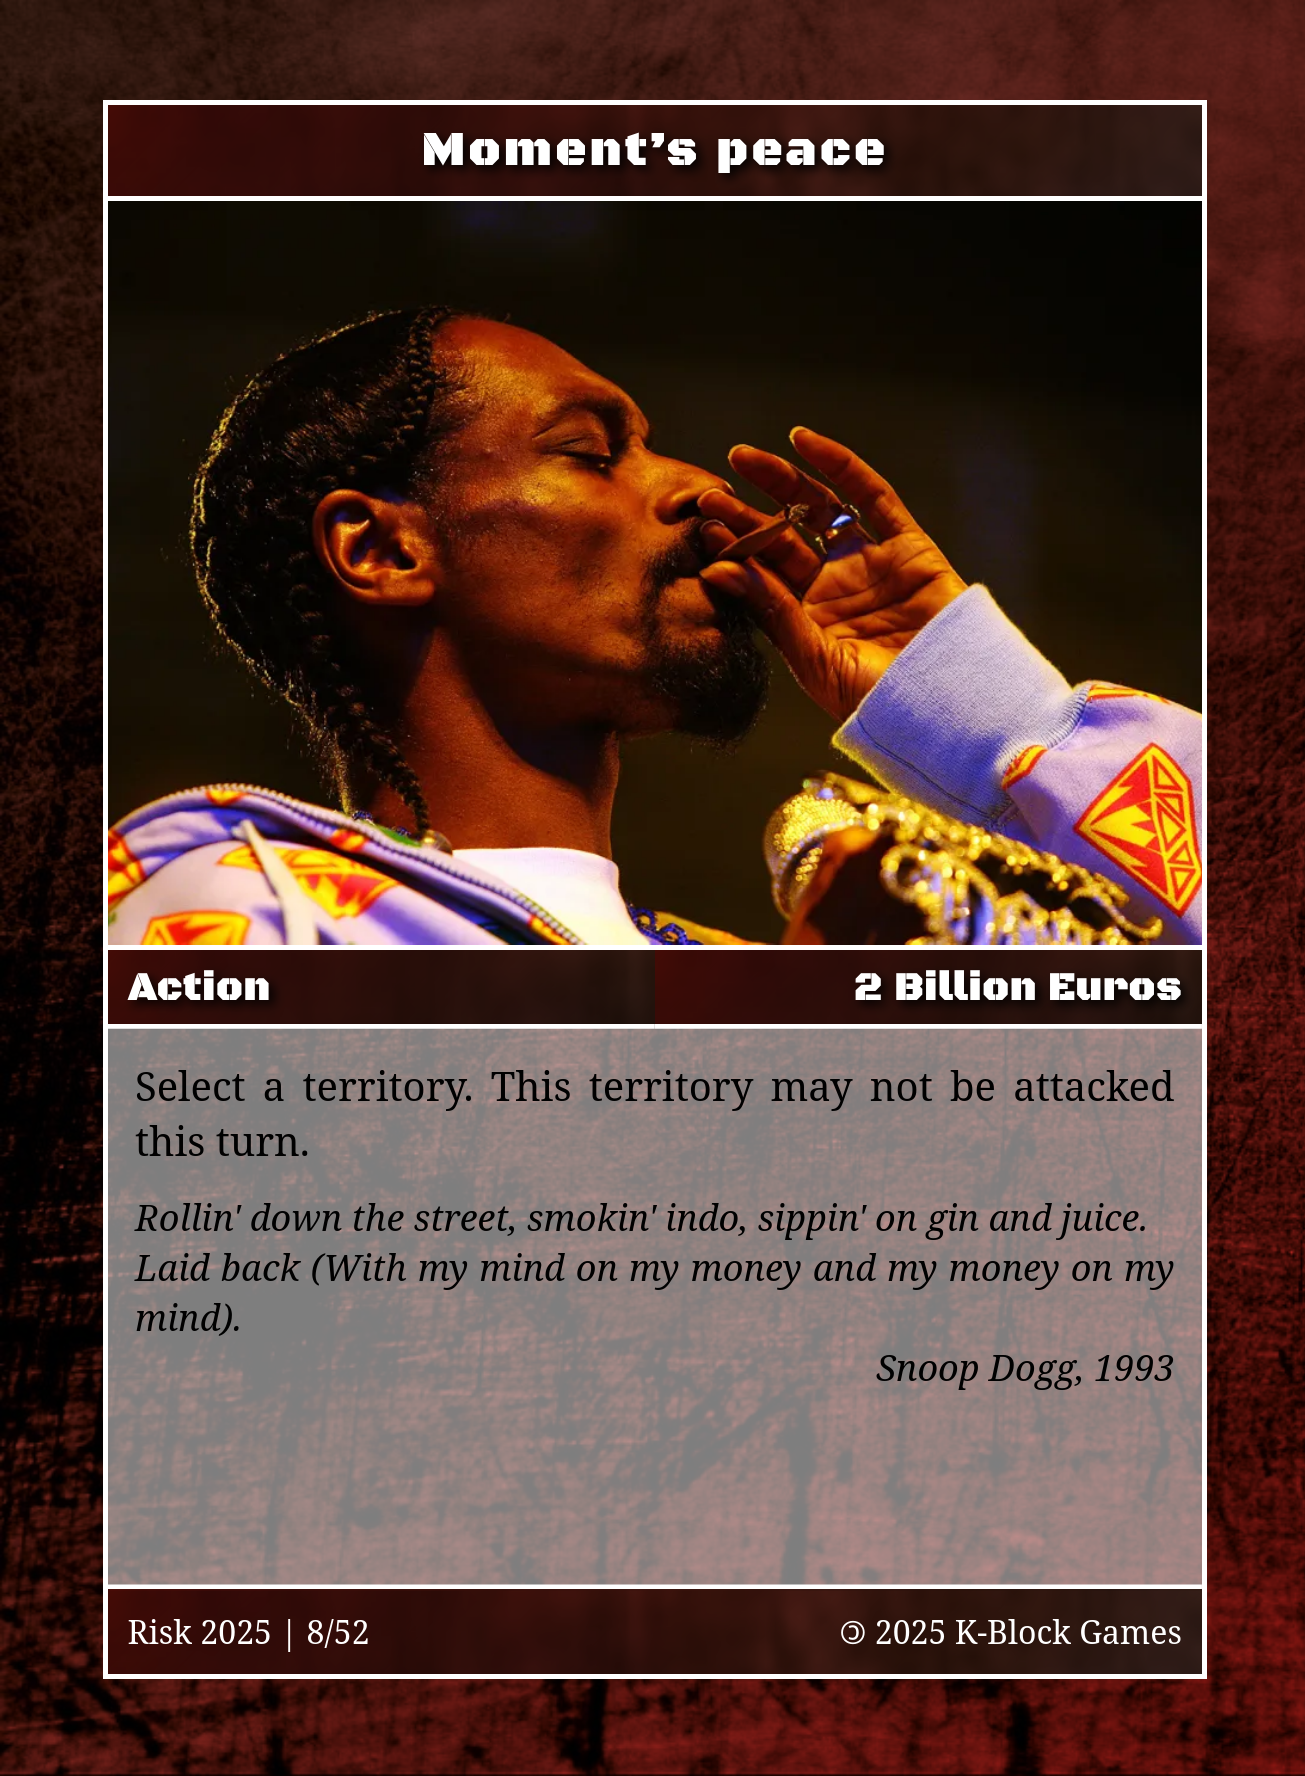 Moment's peace
Action
2 Billion Euros
Select a territory. This territory may not be attacked
this turn.
Rollin' down the street, smokin' indo, sippin' on gin and juice.
Laid back (With my mind on my money and my money on my
mind).
Snoop Dogg, 1993
Risk 2025 | 8/52
🄯 2025 K-Block Games